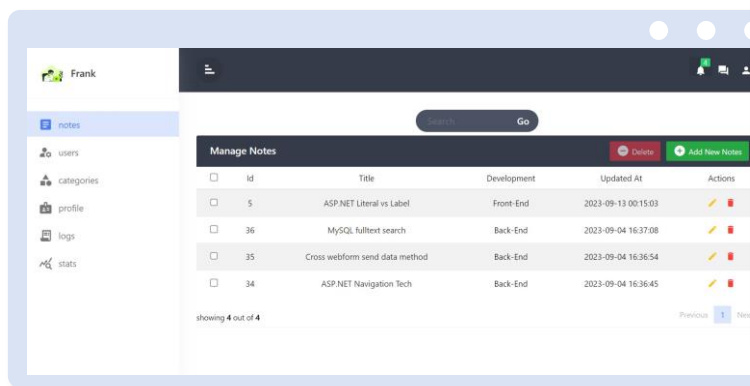 Frank
4
notes
users
categories
profile
logs
stats
Search Go
Manage Notes Delete Add New Notes
Id Title Development Updated At Actions
5 ASP.NET Literal vs Label Front-End 2023-09-13 00:15:03
36 MySQL fulltext search Back-End 2023-09-04 16:37:08
35 Cross webform send data method Back-End 2023-09-04 16:36:54
34 ASP.NET Navigation Tech Back-End 2023-09-04 16:36:45
showing 4 out of 4
Previous 1